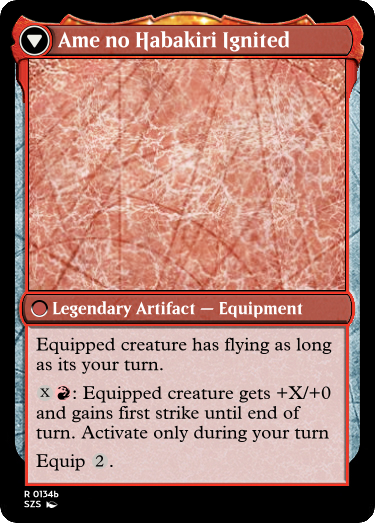 Ame no Habakiri Ignited
Legendary Artifact — Equipment
Equipped creature has flying as long
as its your turn.
X R: Equipped creature gets +X/+0
and gains first strike until end of
turn. Activate only during your turn
Equip 2.
R 0134b
SZS